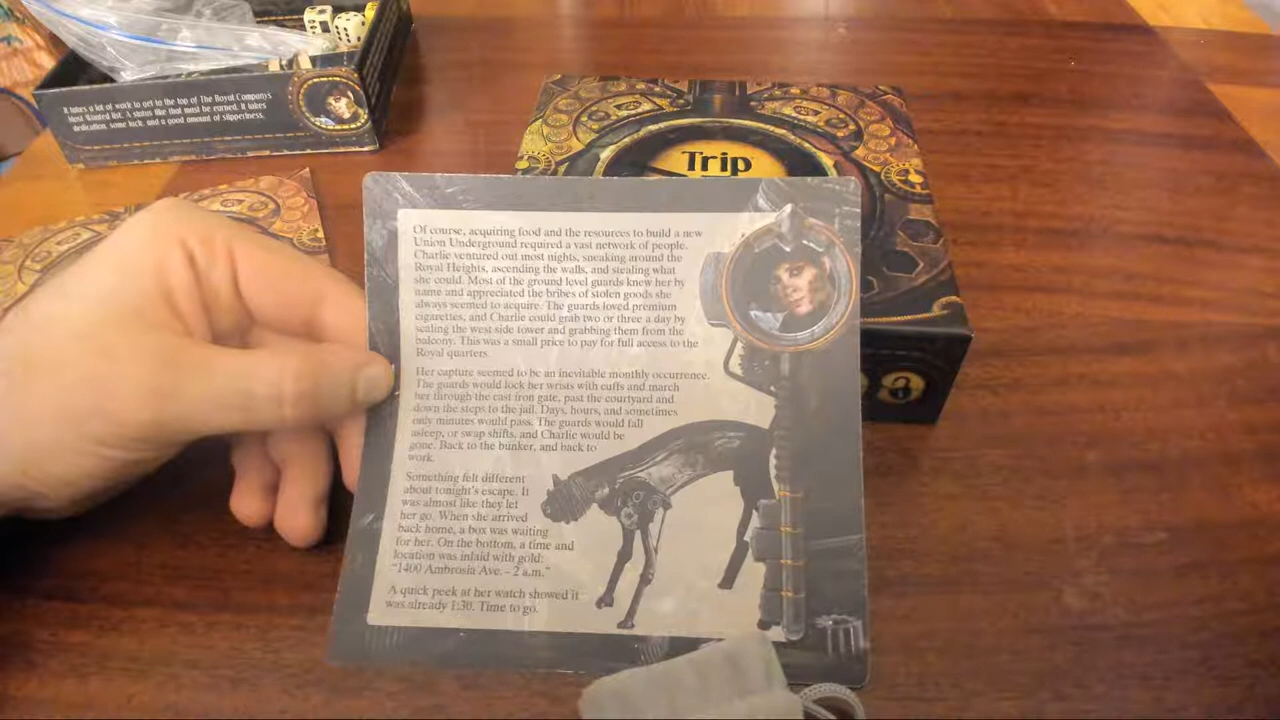 It takes a lot of work to get to the top of The Royal Companys
Most Wanted list. A status like that must be earned. It takes
dedication, some luck, and a good amount of slipperiness.
Trip
Of course, acquiring food and the resources to build a new
Union Underground required a vast network of people.
Charlie ventured out most nights, sneaking around the
Royal Heights, ascending the walls, and stealing what
she could. Most of the ground level guards knew her by
name and appreciated the bribes of stolen goods she
always seemed to acquire. The guards loved premium
cigarettes, and Charlie could grab two or three a day by
scaling the west side tower and grabbing them from the
balcony. This was a small price to pay for full access to the
Royal quarters.
Her capture seemed to be an inevitable monthly occurrence.
The guards would lock her wrists with cuffs and march
her through the cast iron gate, past the courtyard and
down the steps to the jail. Days, hours, and sometimes
only minutes would pass. The guards would fall
asleep, or swap shifts, and Charlie would be
gone. Back to the bunker, and back to
work.
Something felt different
about tonight's escape. It
was almost like they let
her go. When she arrived
back home, a box was waiting
for her. On the bottom, a time and
location was inlaid with gold:
"1400 Ambrosia Ave. - 2 a.m."
A quick peek at her watch showed it
was already 1:30. Time to go.